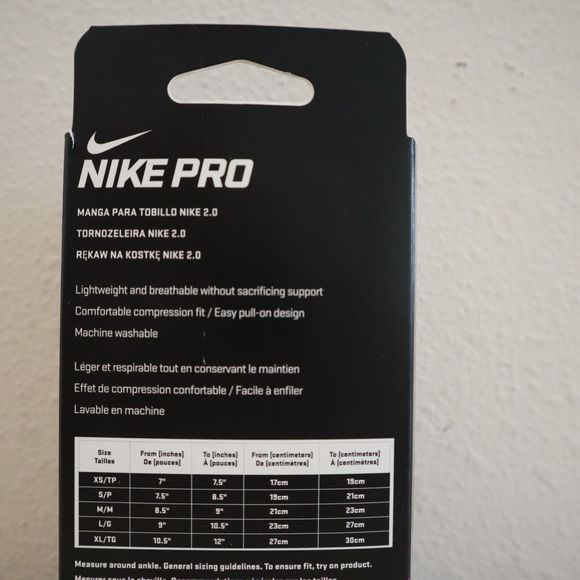 NIKE PRO
MANGA PARA TOBILLO NIKE 2.0
TORNOZELEIRA NIKE 2.0
RĘKAW NA KOSTKĘ NIKE 2.0
Lightweight and breathable without sacrificing support
Comfortable compression fit / Easy pull-on design
Machine washable
Léger et respirable tout en conservant le maintien
Effet de compression confortable / Facile à enfiler
Lavable en machine
Size From (inches) To (inches) From (centimeters) To (centimeters)
Tailles De (pouces) À (pouces) De (centimètres) À (centimètres)
XS/TP 7" 7.5" 17cm 19cm
S/P 7.5" 8.5" 19cm 21cm
M/M 8.5" 9" 21cm 23cm
L/G 9" 10.5" 23cm 27cm
XL/TG 10.5" 12" 27cm 30cm
Measure around ankle. General sizing guidelines. To ensure fit, try on product.